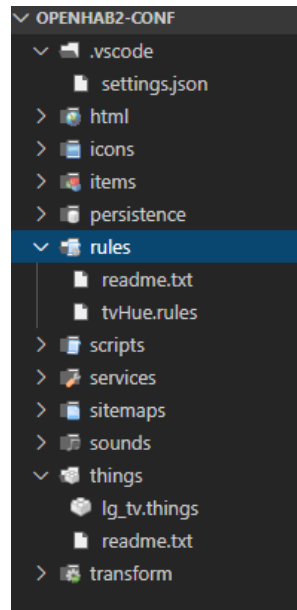 OPENHAB2-CONF
.vscode
settings.json
html
icons
items
persistence
rules
readme.txt
tvHue.rules
scripts
services
sitemaps
sounds
things
lg_tv.things
readme.txt
transform